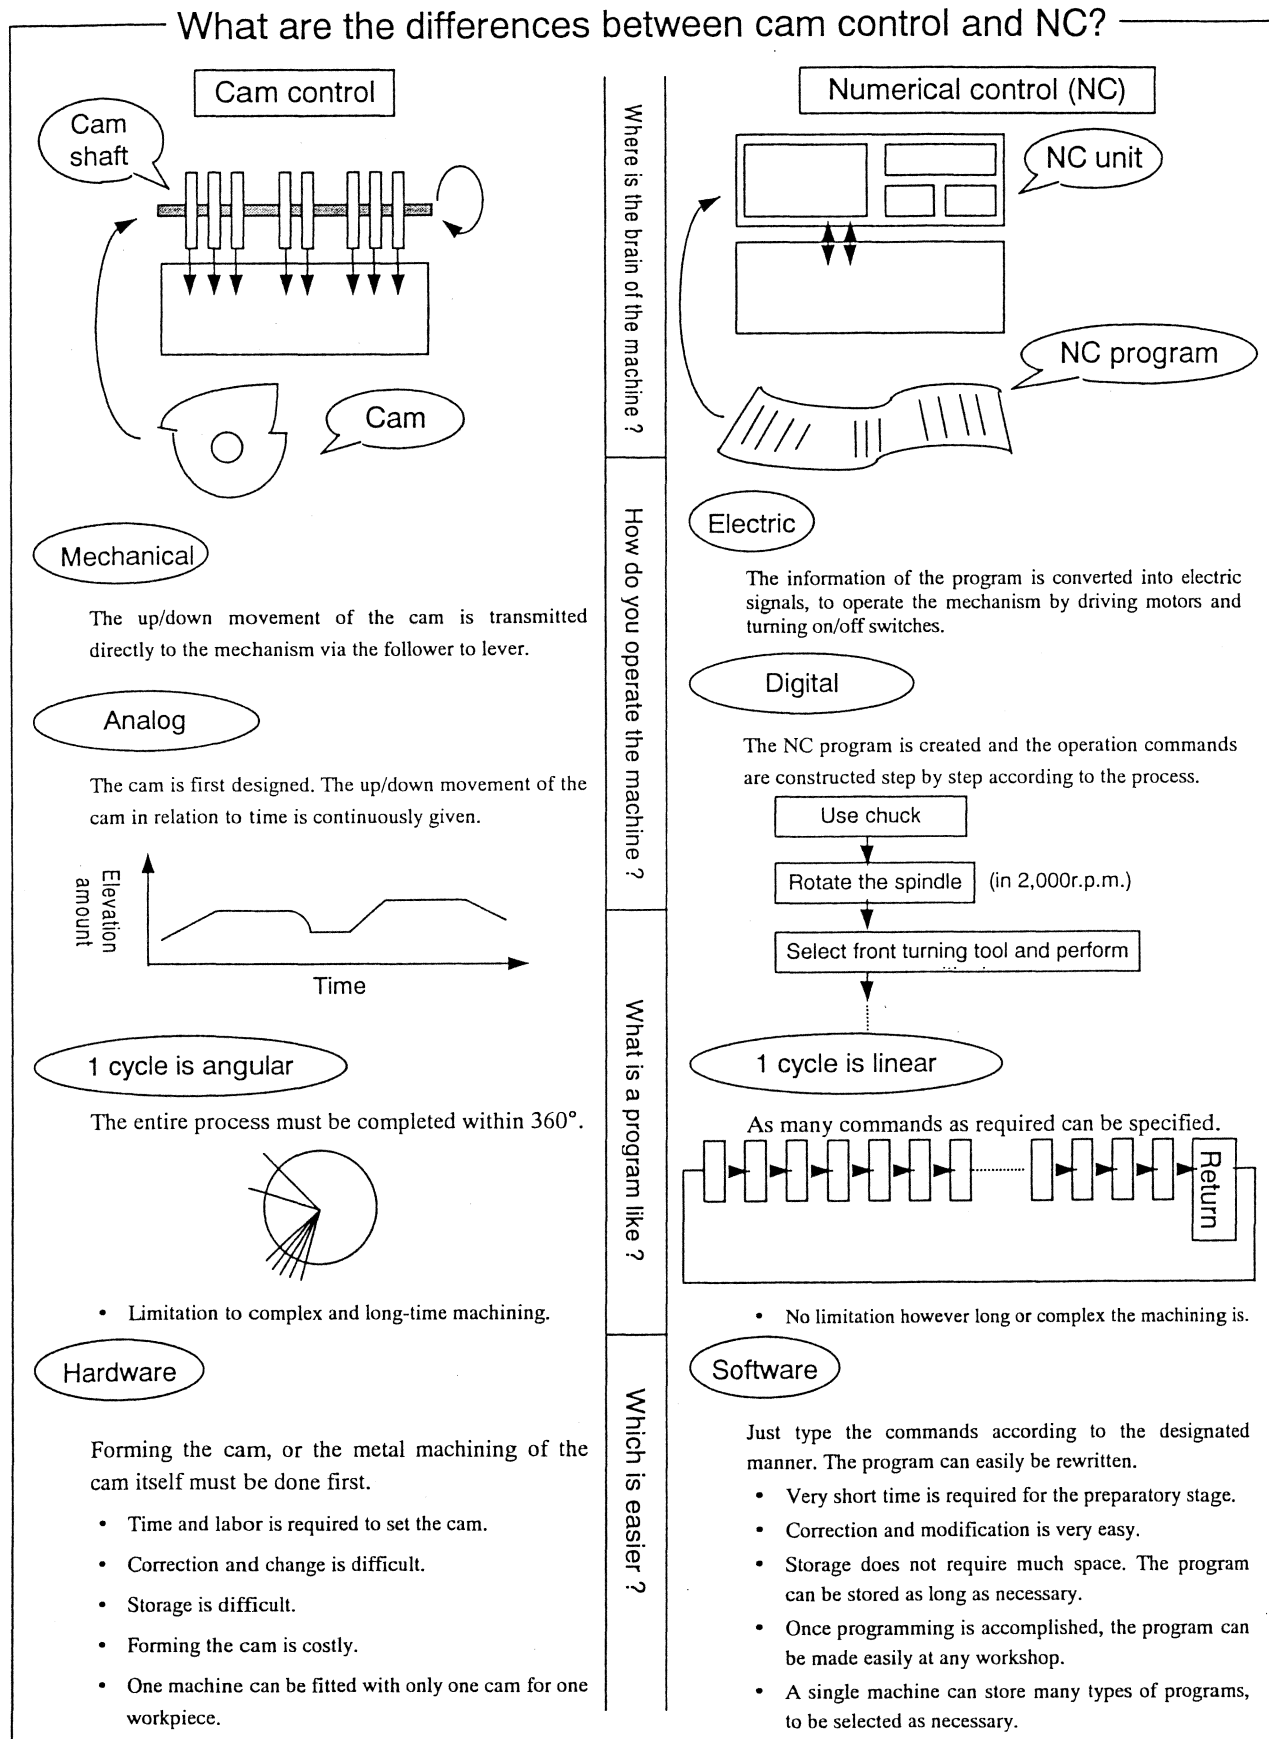 What are the differences between cam control and NC?
Cam control
Cam
shaft
Cam
Mechanical
The up/down movement of the cam is transmitted
directly to the mechanism via the follower to lever.
Analog
The cam is first designed. The up/down movement of the
cam in relation to time is continuously given.
Elevation
amount
Time
1 cycle is angular
The entire process must be completed within 360°.
• Limitation to complex and long-time machining.
Hardware
Forming the cam, or the metal machining of the
cam itself must be done first.
• Time and labor is required to set the cam.
• Correction and change is difficult.
• Storage is difficult.
• Forming the cam is costly.
• One machine can be fitted with only one cam for one
workpiece.
Where is the brain of the machine ?
How do you operate the machine ?
What is a program like ?
Which is easier ?
Numerical control (NC)
NC unit
NC program
Electric
The information of the program is converted into electric
signals, to operate the mechanism by driving motors and
turning on/off switches.
Digital
The NC program is created and the operation commands
are constructed step by step according to the process.
Use chuck
Rotate the spindle (in 2,000r.p.m.)
Select front turning tool and perform
1 cycle is linear
As many commands as required can be specified.
Return
• No limitation however long or complex the machining is.
Software
Just type the commands according to the designated
manner. The program can easily be rewritten.
• Very short time is required for the preparatory stage.
• Correction and modification is very easy.
• Storage does not require much space. The program
can be stored as long as necessary.
• Once programming is accomplished, the program can
be made easily at any workshop.
• A single machine can store many types of programs,
to be selected as necessary.